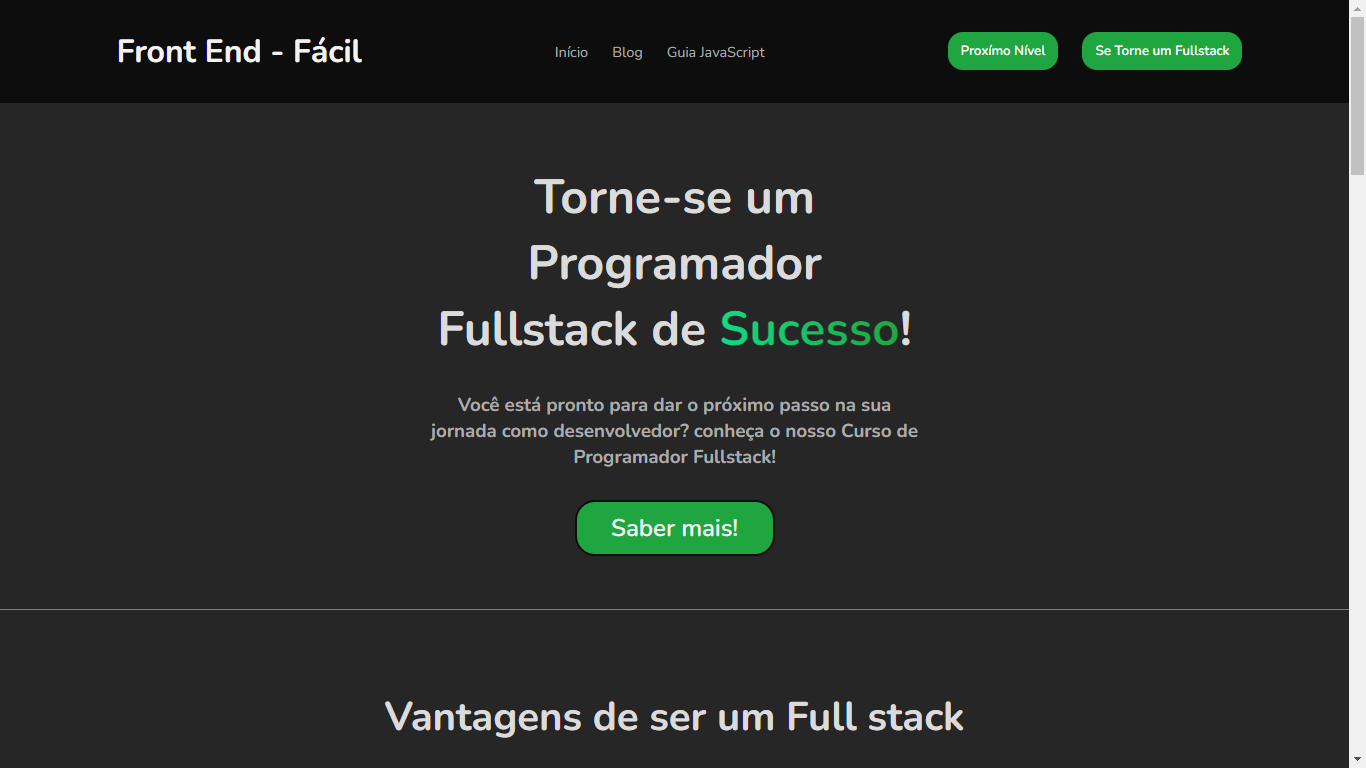 Front End - Fácil
Início
Blog
Guia JavaScript
Proxímo Nível
Se Torne um Fullstack
Torne-se um
Programador
Fullstack de Sucesso!
Você está pronto para dar o próximo passo na sua
jornada como desenvolvedor? conheça o nosso Curso de
Programador Fullstack!
Saber mais!
Vantagens de ser um Full stack